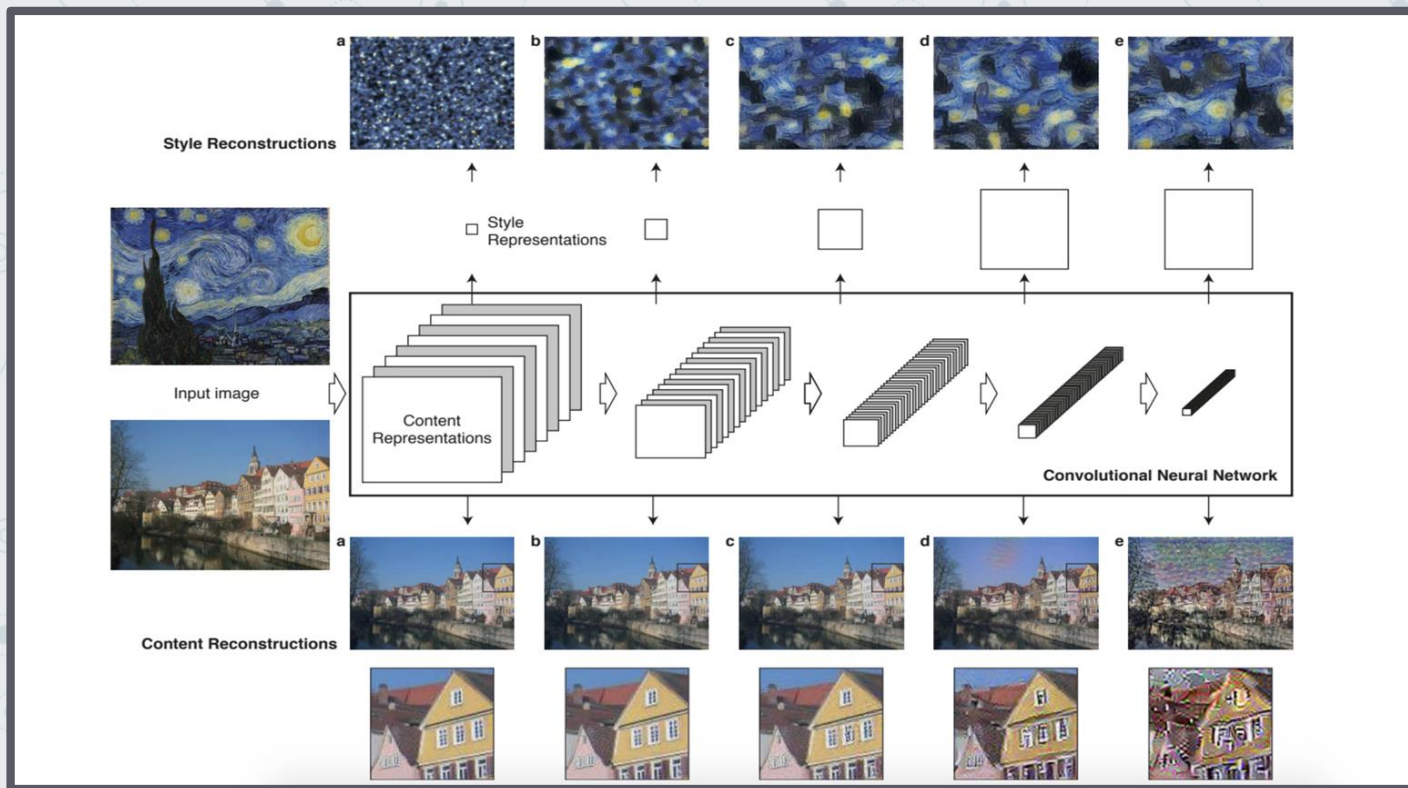 a
b
c
d
e
Style Reconstructions
Style
Representations
Input image
Content
Representations
Convolutional Neural Network
a
b
c
d
e
Content Reconstructions